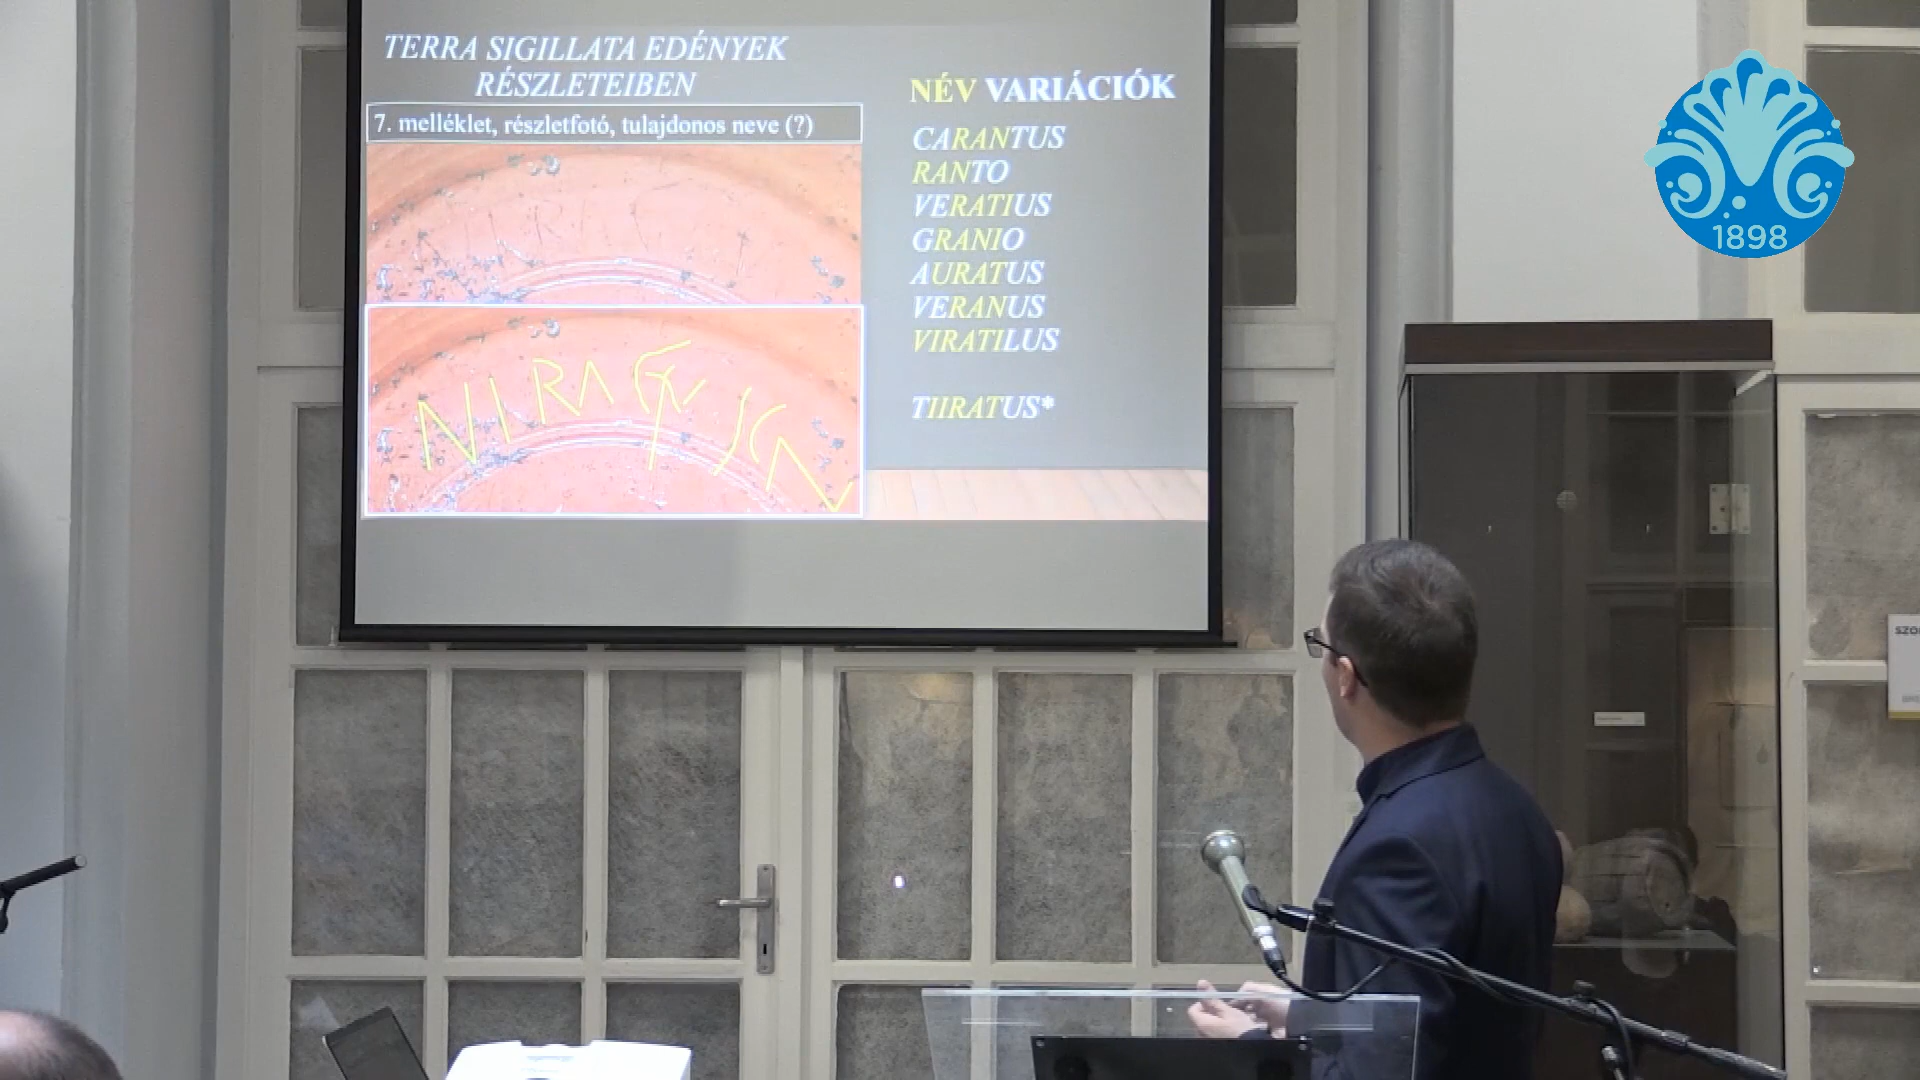 TERRA SIGILLATA EDÉNYEK
RÉSZLETEIBEN
7. melléklet, részletfotó, tulajdonos neve (?)
NÉV VARIÁCIÓK
CARANTUS
RANTO
VERATIUS
GRANIO
AURATUS
VERANUS
VIRATILUS
TIIRATUS*
1898
SZO